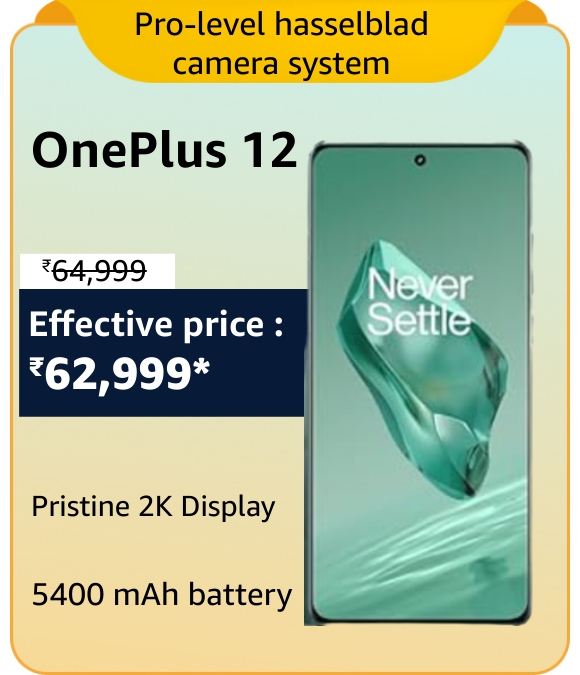 Pro-level hasselblad
camera system
OnePlus 12
₹64,999
Effective price :
₹62,999*
Never
Settle
Pristine 2K Display
5400 mAh battery